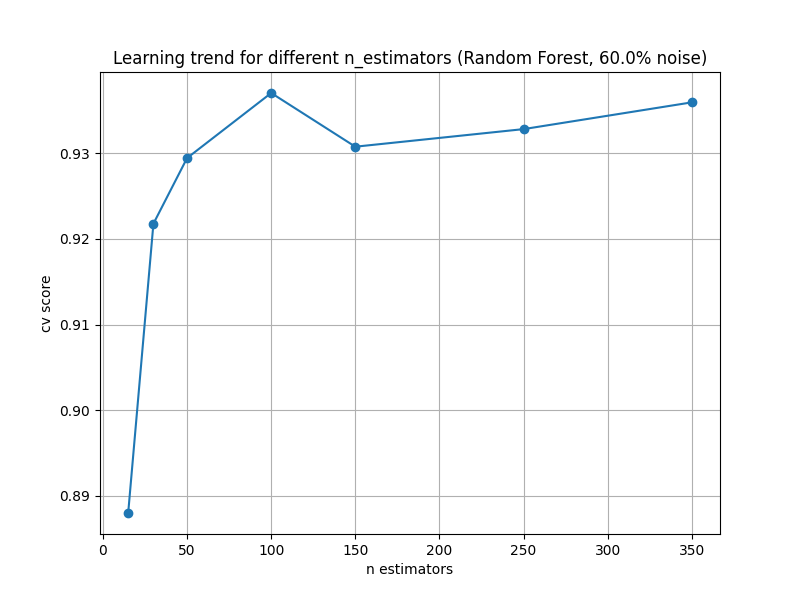 Learning trend for different n_estimators (Random Forest, 60.0% noise)
cv score
0.93
0.92
0.91
0.90
0.89
0 50 100 150 200 250 300 350
n estimators